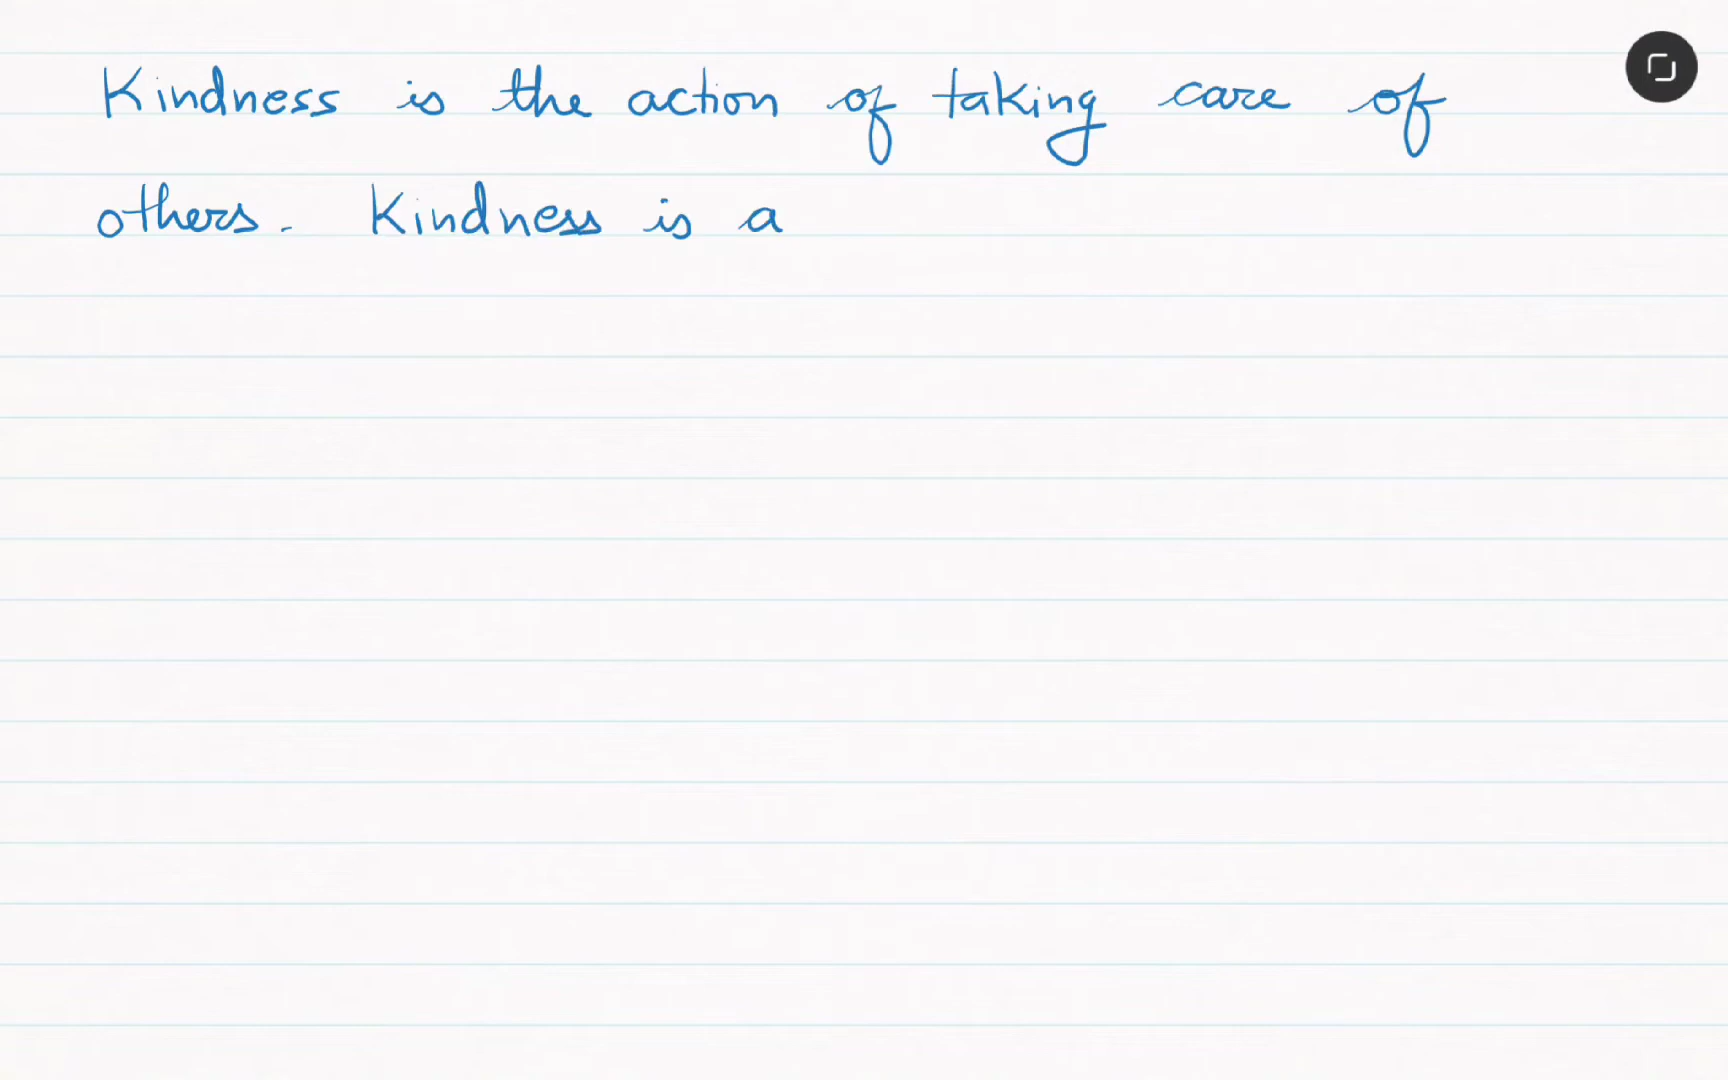 Kindness is the action of taking care of
others. Kindness is a